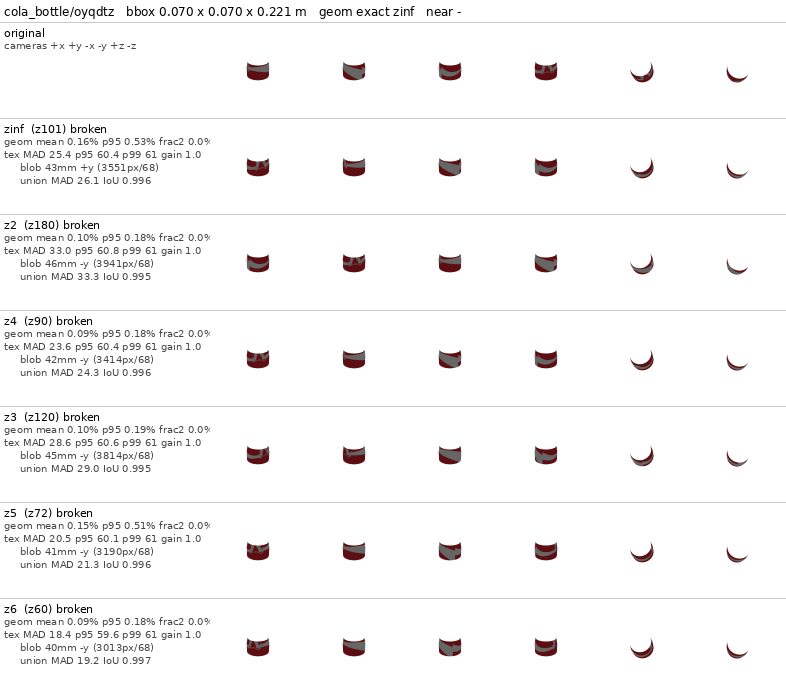 cola_bottle/oyqdtz   bbox 0.070 x 0.070 x 0.221 m   geom exact zinf   near -
original
cameras +x +y -x -y +z -z
zinf  (z101) broken
geom mean 0.16% p95 0.53% frac2 0.0%
tex MAD 25.4 p95 60.4 p99 61 gain 1.0
blob 43mm +y (3551px/68)
union MAD 26.1 IoU 0.996
z2  (z180) broken
geom mean 0.10% p95 0.18% frac2 0.0%
tex MAD 33.0 p95 60.8 p99 61 gain 1.0
blob 46mm -y (3941px/68)
union MAD 33.3 IoU 0.995
z4  (z90) broken
geom mean 0.09% p95 0.18% frac2 0.0%
tex MAD 23.6 p95 60.4 p99 61 gain 1.0
blob 42mm -y (3414px/68)
union MAD 24.3 IoU 0.996
z3  (z120) broken
geom mean 0.10% p95 0.19% frac2 0.0%
tex MAD 28.6 p95 60.6 p99 61 gain 1.0
blob 45mm -y (3814px/68)
union MAD 29.0 IoU 0.995
z5  (z72) broken
geom mean 0.15% p95 0.51% frac2 0.0%
tex MAD 20.5 p95 60.1 p99 61 gain 1.0
blob 41mm -y (3190px/68)
union MAD 21.3 IoU 0.996
z6  (z60) broken
geom mean 0.09% p95 0.18% frac2 0.0%
tex MAD 18.4 p95 59.6 p99 61 gain 1.0
blob 40mm -y (3013px/68)
union MAD 19.2 IoU 0.997